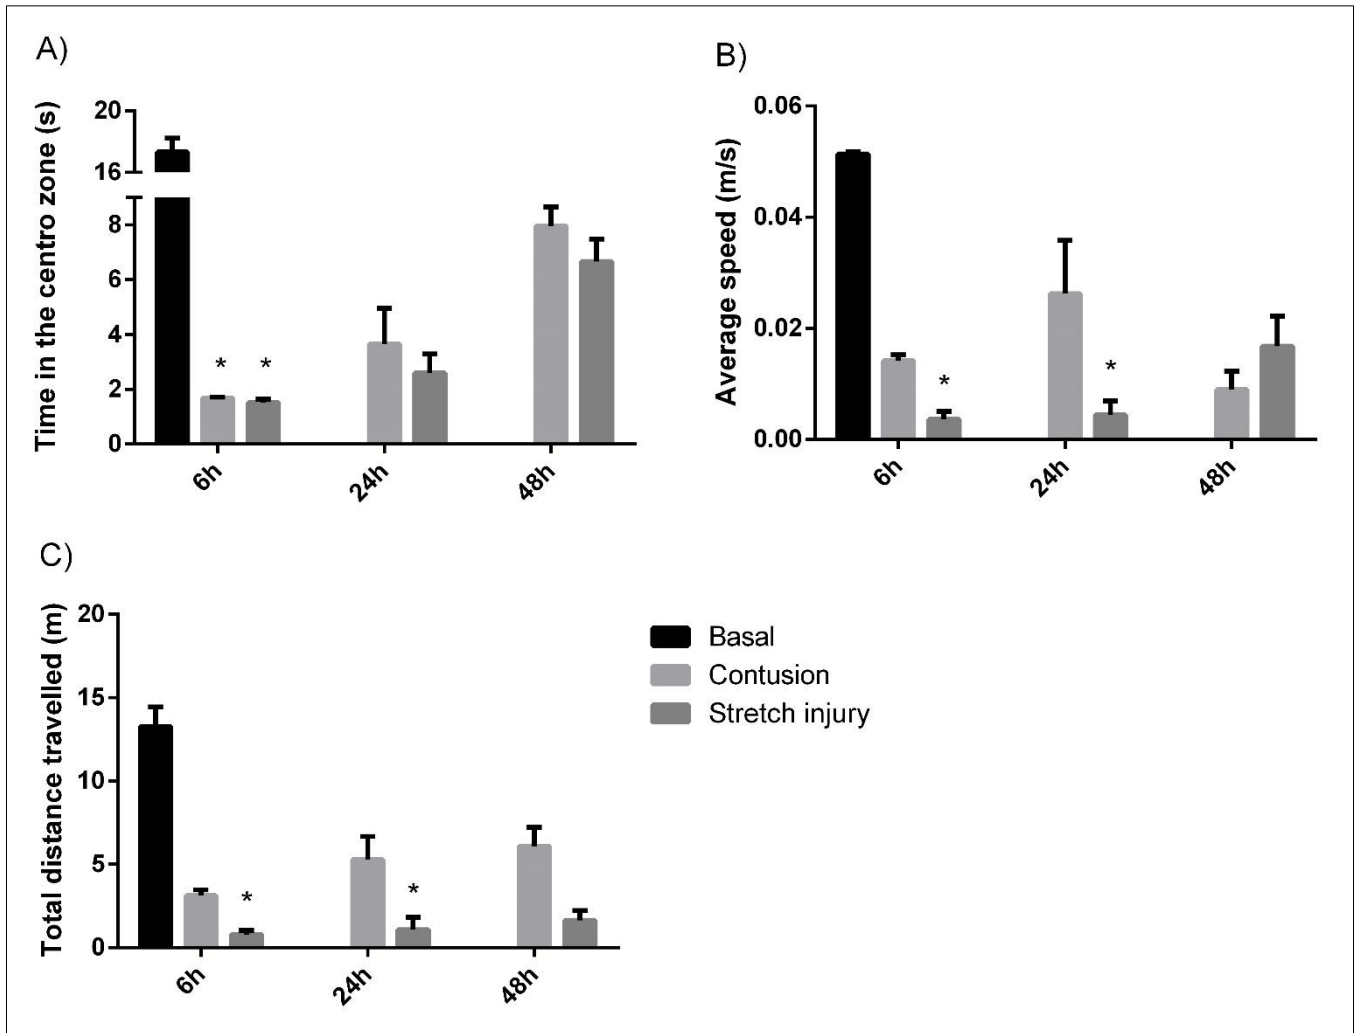 A)
Time in the centro zone (s)
20
16
8
6
4
2
0
* *
6h 24h 48h
B)
Average speed (m/s)
0.06
0.04
0.02
0.00
* *
6h 24h 48h
C)
Total distance travelled (m)
20
15
10
5
0
* *
6h 24h 48h
Basal
Contusion
Stretch injury